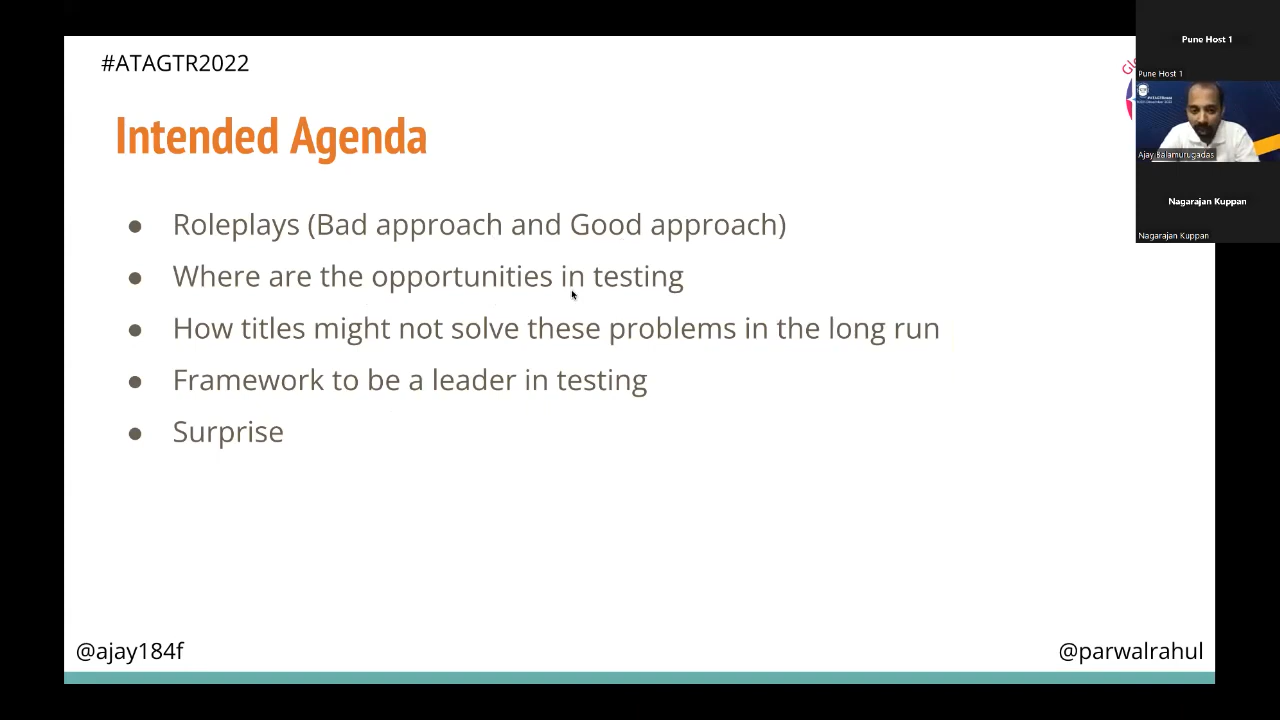 #ATAGTR2022
Intended Agenda
● Roleplays (Bad approach and Good approach)
● Where are the opportunities in testing
● How titles might not solve these problems in the long run
● Framework to be a leader in testing
● Surprise
@ajay184f
@parwalrahul
Pune Host 1
Pune Host 1
Ajay Balamurugadas
Nagarajan Kuppan
Nagarajan Kuppan